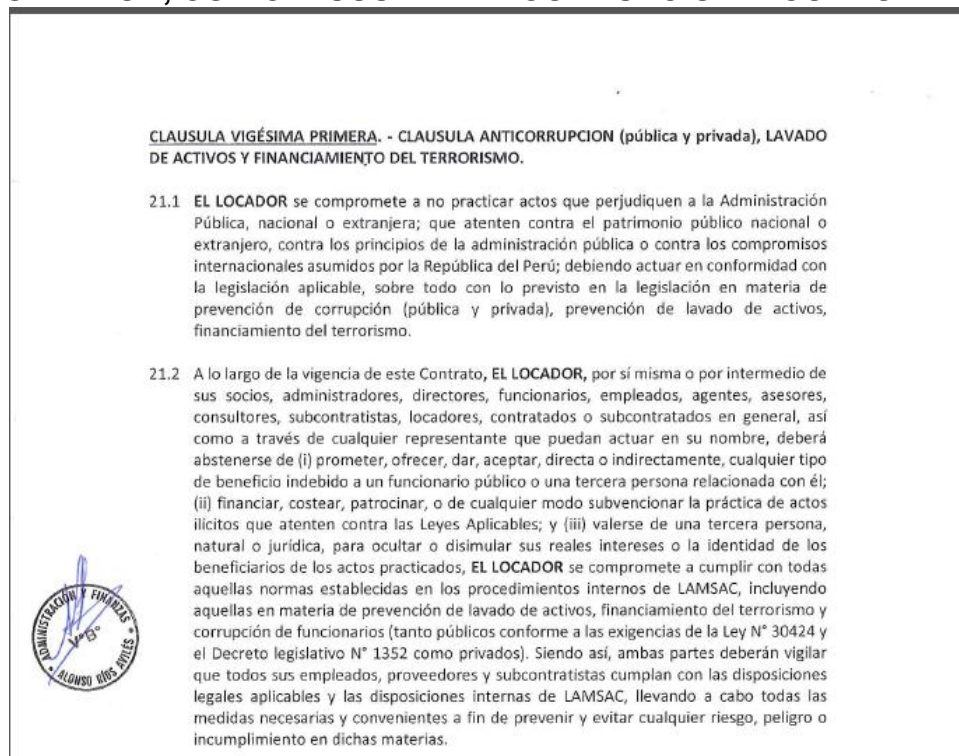 CLAUSULA VIGÉSIMA PRIMERA. - CLAUSULA ANTICORRUPCION (pública y privada), LAVADO
DE ACTIVOS Y FINANCIAMIENTO DEL TERRORISMO.
21.1 EL LOCADOR se compromete a no practicar actos que perjudiquen a la Administración
Pública, nacional o extranjera; que atenten contra el patrimonio público nacional o
extranjero, contra los principios de la administración pública o contra los compromisos
internacionales asumidos por la República del Perú; debiendo actuar en conformidad con
la legislación aplicable, sobre todo con lo previsto en la legislación en materia de
prevención de corrupción (pública y privada), prevención de lavado de activos,
financiamiento del terrorismo.
21.2 A lo largo de la vigencia de este Contrato, EL LOCADOR, por sí misma o por intermedio de
sus socios, administradores, directores, funcionarios, empleados, agentes, asesores,
consultores, subcontratistas, locadores, contratados o subcontratados en general, así
como a través de cualquier representante que puedan actuar en su nombre, deberá
abstenerse de (i) prometer, ofrecer, dar, aceptar, directa o indirectamente, cualquier tipo
de beneficio indebido a un funcionario público o una tercera persona relacionada con él;
(ii) financiar, costear, patrocinar, o de cualquier modo subvencionar la práctica de actos
ilícitos que atenten contra las Leyes Aplicables; y (iii) valerse de una tercera persona,
natural o jurídica, para ocultar o disimular sus reales intereses o la identidad de los
beneficiarios de los actos practicados, EL LOCADOR se compromete a cumplir con todas
aquellas normas establecidas en los procedimientos internos de LAMSAC, incluyendo
aquellas en materia de prevención de lavado de activos, financiamiento del terrorismo y
corrupción de funcionarios (tanto públicos conforme a las exigencias de la Ley N° 30424 y
el Decreto legislativo N° 1352 como privados). Siendo así, ambas partes deberán vigilar
que todos sus empleados, proveedores y subcontratistas cumplan con las disposiciones
legales aplicables y las disposiciones internas de LAMSAC, llevando a cabo todas las
medidas necesarias y convenientes a fin de prevenir y evitar cualquier riesgo, peligro o
incumplimiento en dichas materias.
ADMINISTRACIÓN Y FINANZAS
V°B°
ALONSO RÍOS AVILÉS